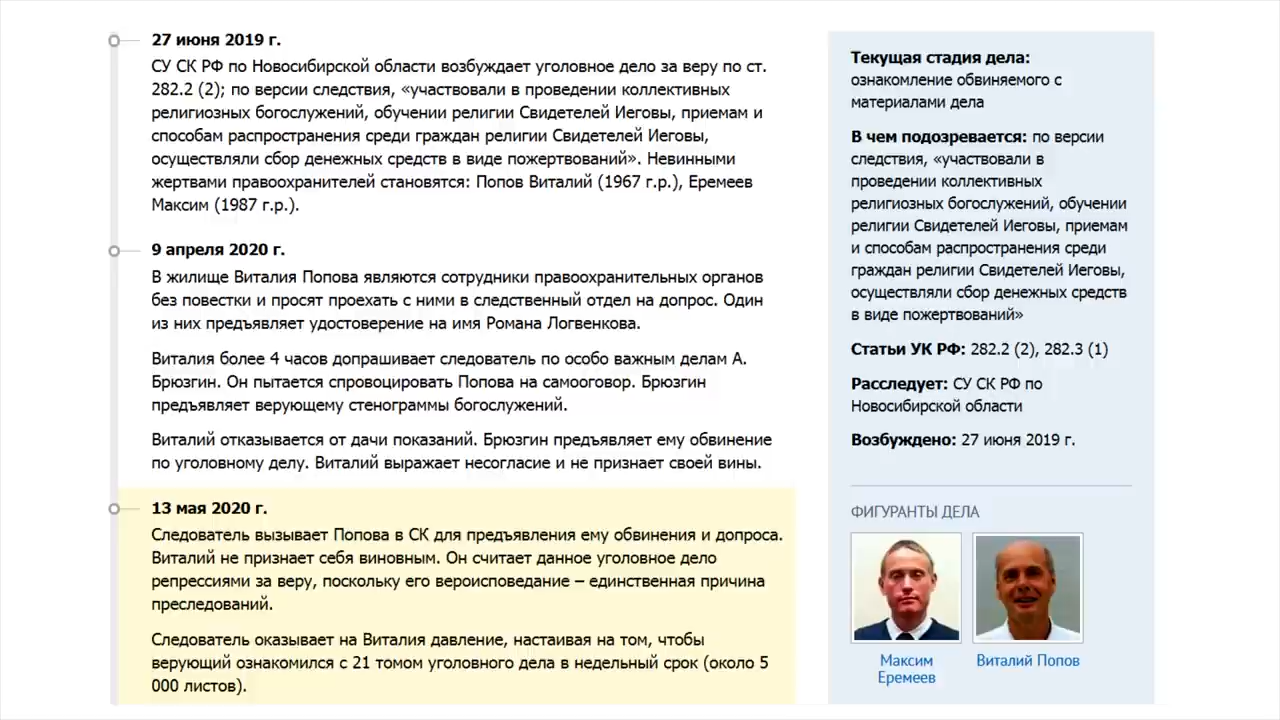 27 июня 2019 г.
СУ СК РФ по Новосибирской области возбуждает уголовное дело за веру по ст.
282.2 (2); по версии следствия, «участвовали в проведении коллективных
религиозных богослужений, обучении религии Свидетелей Иеговы, приемам и
способам распространения среди граждан религии Свидетелей Иеговы,
осуществляли сбор денежных средств в виде пожертвований». Невинными
жертвами правоохранителей становятся: Попов Виталий (1967 г.р.), Еремеев
Максим (1987 г.р.).
9 апреля 2020 г.
В жилище Виталия Попова являются сотрудники правоохранительных органов
без повестки и просят проехать с ними в следственный отдел на допрос. Один
из них предъявляет удостоверение на имя Романа Логвенкова.
Виталия более 4 часов допрашивает следователь по особо важным делам А.
Брюзгин. Он пытается спровоцировать Попова на самооговор. Брюзгин
предъявляет верующему стенограммы богослужений.
Виталий отказывается от дачи показаний. Брюзгин предъявляет ему обвинение
по уголовному делу. Виталий выражает несогласие и не признает своей вины.
13 мая 2020 г.
Следователь вызывает Попова в СК для предъявления ему обвинения и допроса.
Виталий не признает себя виновным. Он считает данное уголовное дело
репрессиями за веру, поскольку его вероисповедание – единственная причина
преследований.
Следователь оказывает на Виталия давление, настаивая на том, чтобы
верующий ознакомился с 21 томом уголовного дела в недельный срок (около 5
000 листов).
Текущая стадия дела:
ознакомление обвиняемого с
материалами дела
В чем подозревается: по версии
следствия, «участвовали в
проведении коллективных
религиозных богослужений, обучении
религии Свидетелей Иеговы, приемам
и способам распространения среди
граждан религии Свидетелей Иеговы,
осуществляли сбор денежных средств
в виде пожертвований»
Статьи УК РФ: 282.2 (2), 282.3 (1)
Расследует: СУ СК РФ по
Новосибирской области
Возбуждено: 27 июня 2019 г.
ФИГУРАНТЫ ДЕЛА
Максим
Еремеев
Виталий Попов